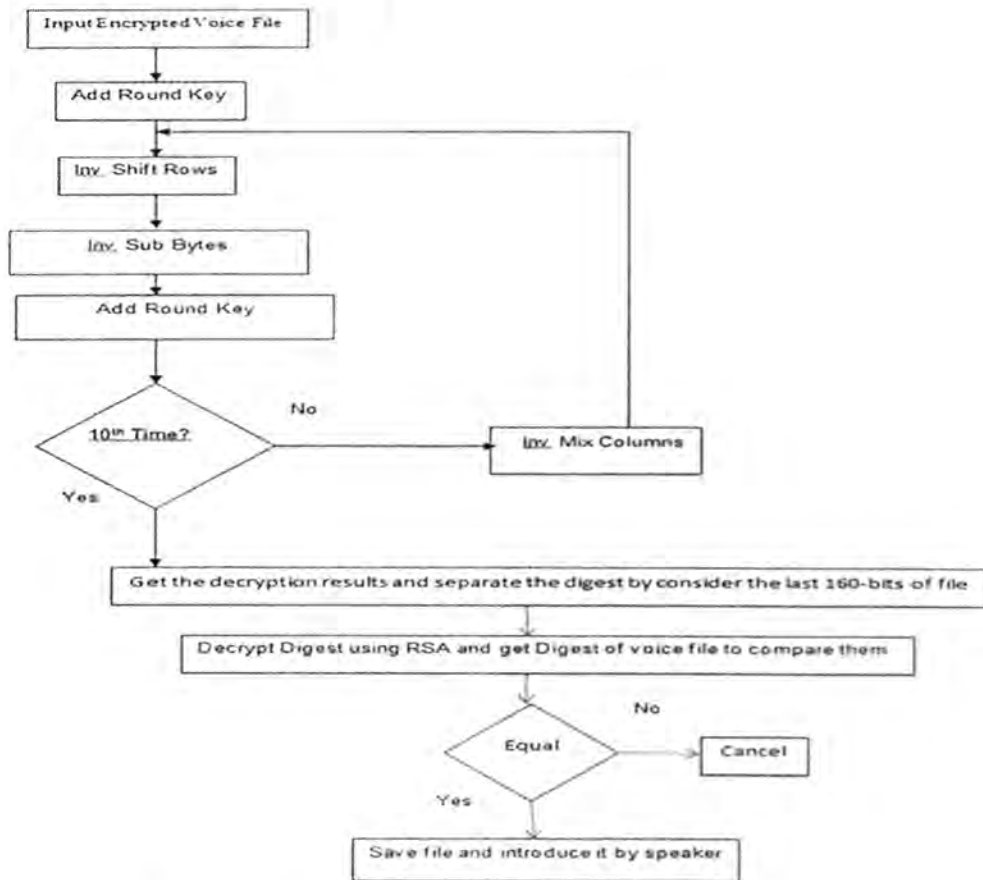 Input Encrypted Voice File
Add Round Key
Inv. Shift Rows
Inv. Sub Bytes
Add Round Key
10th Time?
No
Inv. Mix Columns
Yes
Get the decryption results and separate the digest by consider the last 160-bits of file
Decrypt Digest using RSA and get Digest of voice file to compare them
No
Equal
Cancel
Yes
Save file and introduce it by speaker